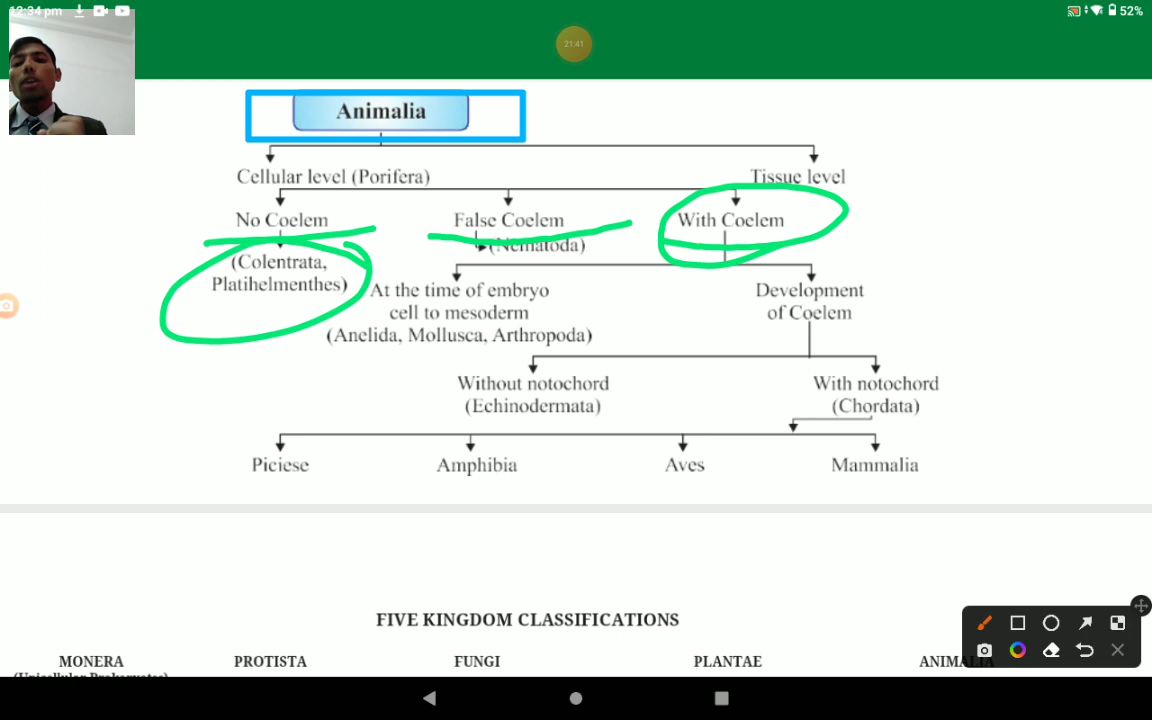 12:34 pm
52%
21:41
Animalia
Cellular level (Porifera)
Tissue level
No Coelem
False Coelem
With Coelem
(Nematoda)
(Colentrata,
Platihelmenthes)
At the time of embryo
cell to mesoderm
(Anelida, Mollusca, Arthropoda)
Development
of Coelem
Without notochord
(Echinodermata)
With notochord
(Chordata)
Piciese
Amphibia
Aves
Mammalia
FIVE KINGDOM CLASSIFICATIONS
MONERA
PROTISTA
FUNGI
PLANTAE
ANIMALIA
(Unicellular Prokaryotes)